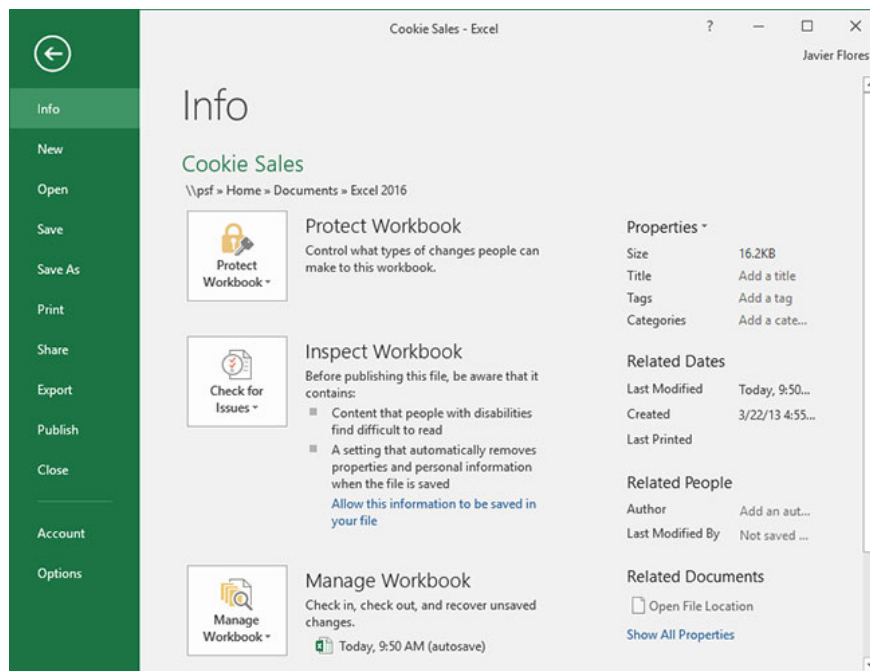 Cookie Sales - Excel
?
Javier Flores
Info
New
Open
Save
Save As
Print
Share
Export
Publish
Close
Account
Options
Info
Cookie Sales
\\psf » Home » Documents » Excel 2016
Protect
Workbook
Protect Workbook
Control what types of changes people can
make to this workbook.
Check for
Issues
Inspect Workbook
Before publishing this file, be aware that it
contains:
Content that people with disabilities
find difficult to read
A setting that automatically removes
properties and personal information
when the file is saved
Allow this information to be saved in
your file
Manage
Workbook
Manage Workbook
Check in, check out, and recover unsaved
changes.
Today, 9:50 AM (autosave)
Properties
Size 16.2KB
Title Add a title
Tags Add a tag
Categories Add a cate...
Related Dates
Last Modified Today, 9:50...
Created 3/22/13 4:55...
Last Printed
Related People
Author Add an aut...
Last Modified By Not saved ...
Related Documents
Open File Location
Show All Properties